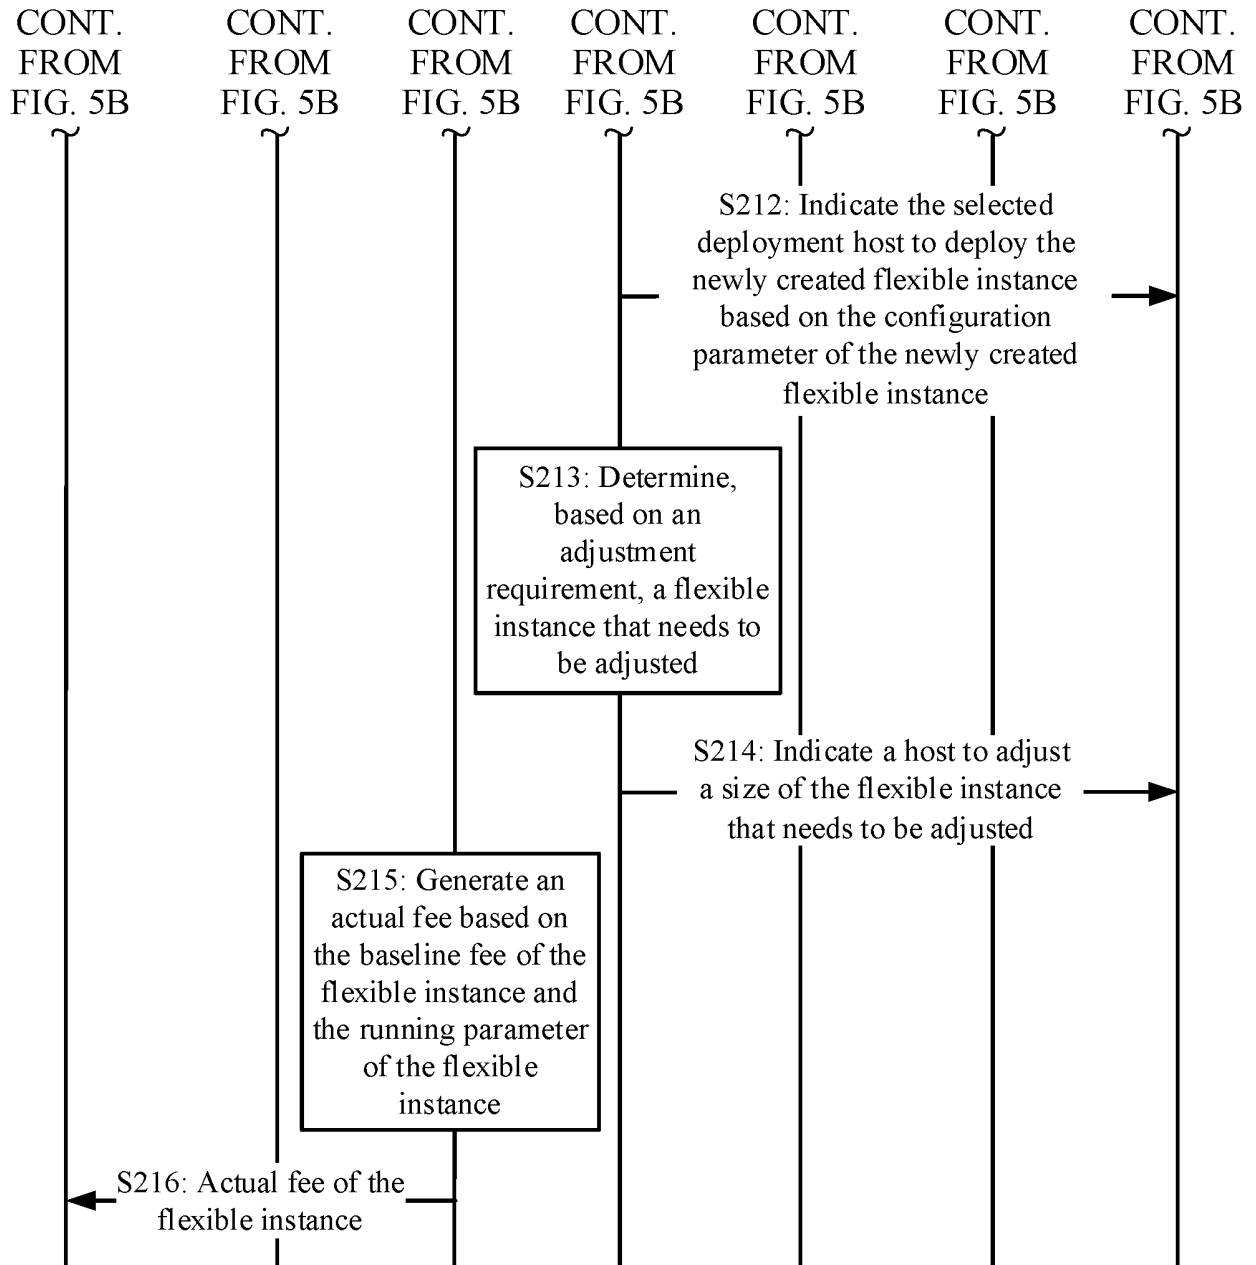 CONT. CONT. CONT. CONT. CONT. CONT. CONT.
FROM FROM FROM FROM FROM FROM FROM
FIG. 5B FIG. 5B FIG. 5B FIG. 5B FIG. 5B FIG. 5B FIG. 5B
S212: Indicate the selected
deployment host to deploy the
newly created flexible instance
based on the configuration
parameter of the newly created
flexible instance
S213: Determine,
based on an
adjustment
requirement, a flexible
instance that needs to
be adjusted
S214: Indicate a host to adjust
a size of the flexible instance
that needs to be adjusted
S215: Generate an
actual fee based on
the baseline fee of the
flexible instance and
the running parameter
of the flexible
instance
S216: Actual fee of the
flexible instance